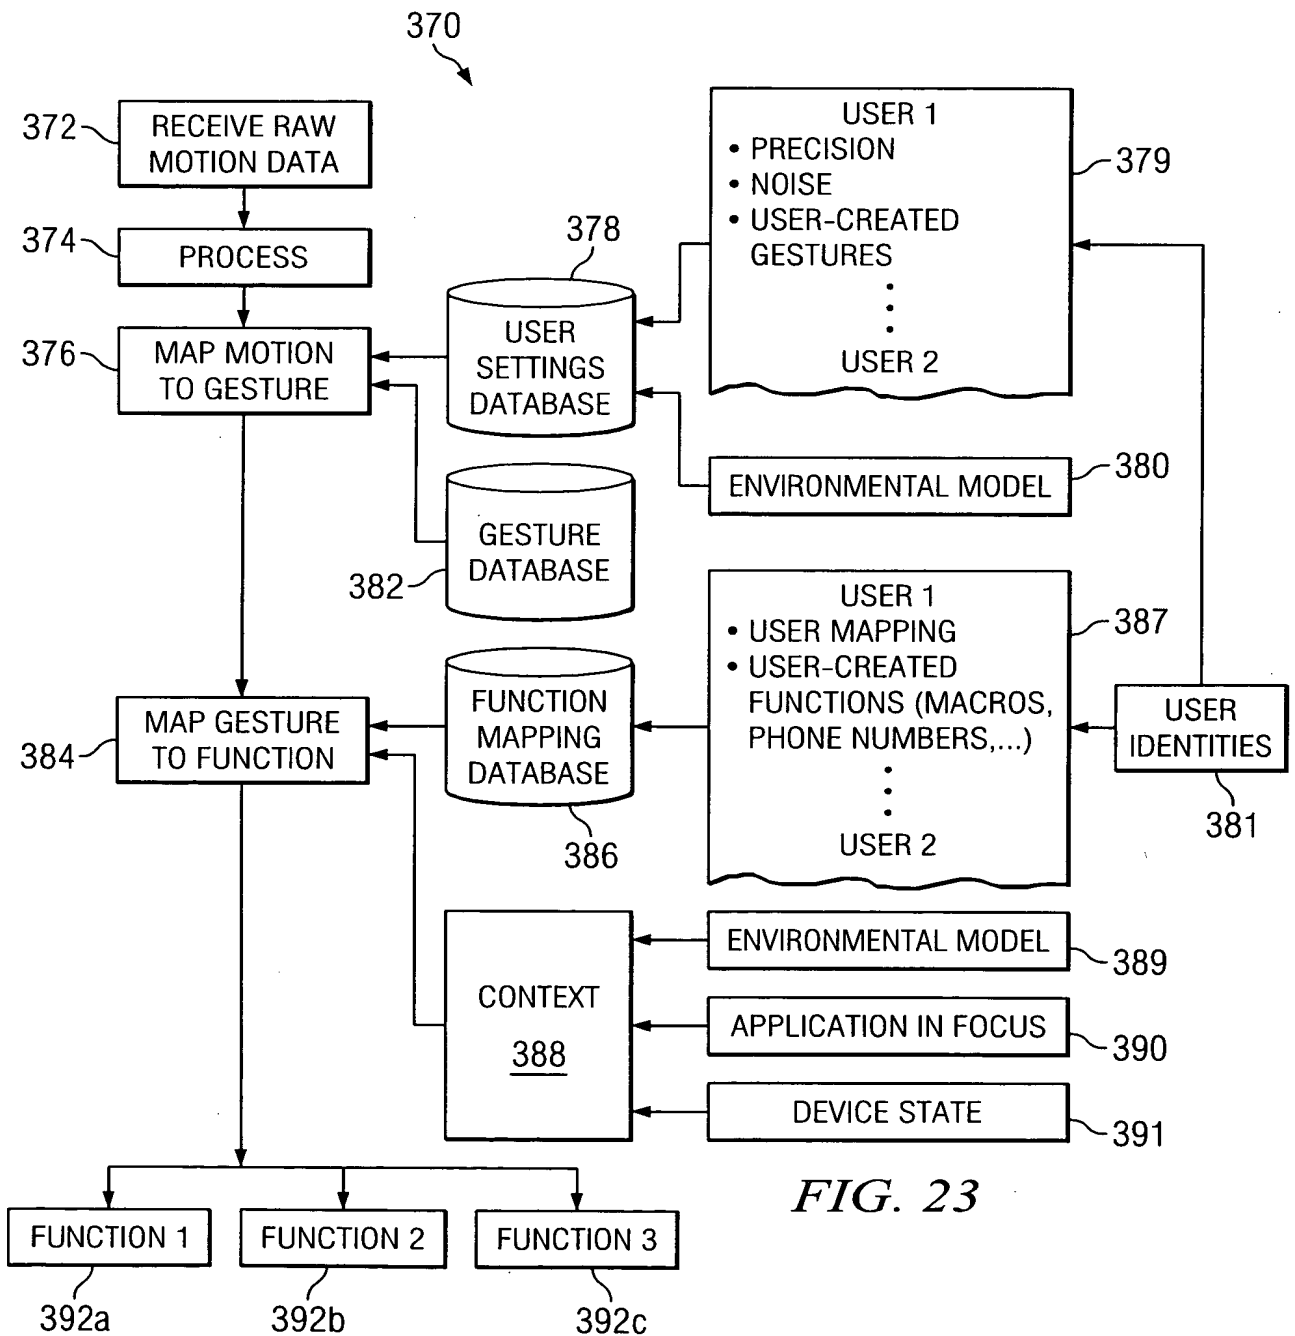 370
372
RECEIVE RAW
MOTION DATA
374
PROCESS
376
MAP MOTION
TO GESTURE
378
USER
SETTINGS
DATABASE
USER 1
• PRECISION
• NOISE
• USER-CREATED
GESTURES
USER 2
379
ENVIRONMENTAL MODEL
380
GESTURE
DATABASE
382
USER 1
• USER MAPPING
• USER-CREATED
FUNCTIONS (MACROS,
PHONE NUMBERS,...)
USER 2
387
USER
IDENTITIES
381
384
MAP GESTURE
TO FUNCTION
FUNCTION
MAPPING
DATABASE
386
CONTEXT
388
ENVIRONMENTAL MODEL
389
APPLICATION IN FOCUS
390
DEVICE STATE
391
FIG. 23
FUNCTION 1
392a
FUNCTION 2
392b
FUNCTION 3
392c